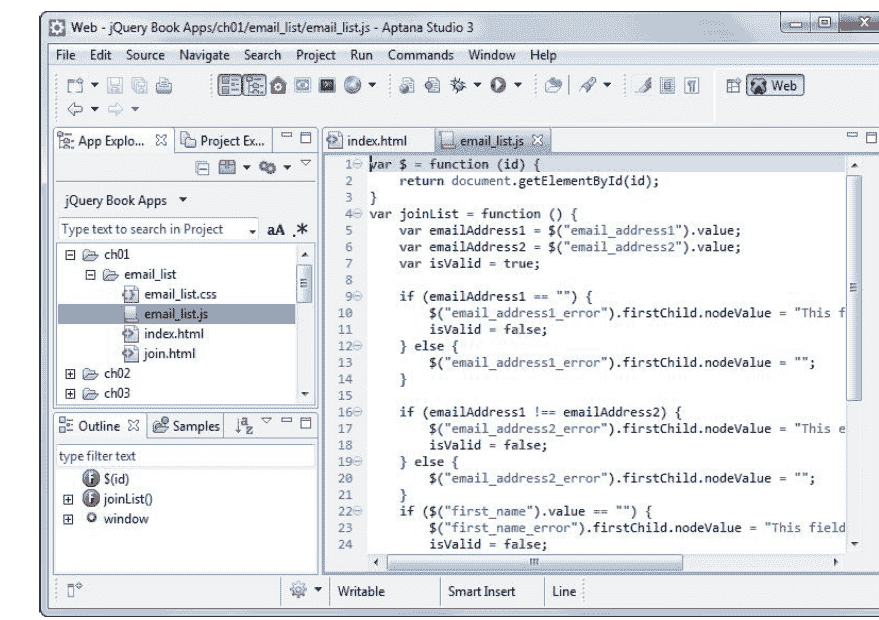 Web - jQuery Book Apps/ch01/email_list/email_list.js - Aptana Studio 3
File Edit Source Navigate Search Project Run Commands Window Help
Web
App Explo... Project Ex...
index.html email_list.js
jQuery Book Apps
Type text to search in Project aA .*
ch01
email_list
email_list.css
email_list.js
index.html
join.html
ch02
ch03
Outline Samples
type filter text
$(id)
joinList()
window
1 var $ = function (id) {
2 return document.getElementById(id);
3 }
4 var joinList = function () {
5 var emailAddress1 = $("email_address1").value;
6 var emailAddress2 = $("email_address2").value;
7 var isValid = true;
8
9 if (emailAddress1 == "") {
10 $("email_address1_error").firstChild.nodeValue = "This f
11 isValid = false;
12 } else {
13 $("email_address1_error").firstChild.nodeValue = "";
14 }
15
16 if (emailAddress1 !== emailAddress2) {
17 $("email_address2_error").firstChild.nodeValue = "This e
18 isValid = false;
19 } else {
20 $("email_address2_error").firstChild.nodeValue = "";
21 }
22 if ($("first_name").value == "") {
23 $("first_name_error").firstChild.nodeValue = "This field
24 isValid = false;
Writable Smart Insert Line